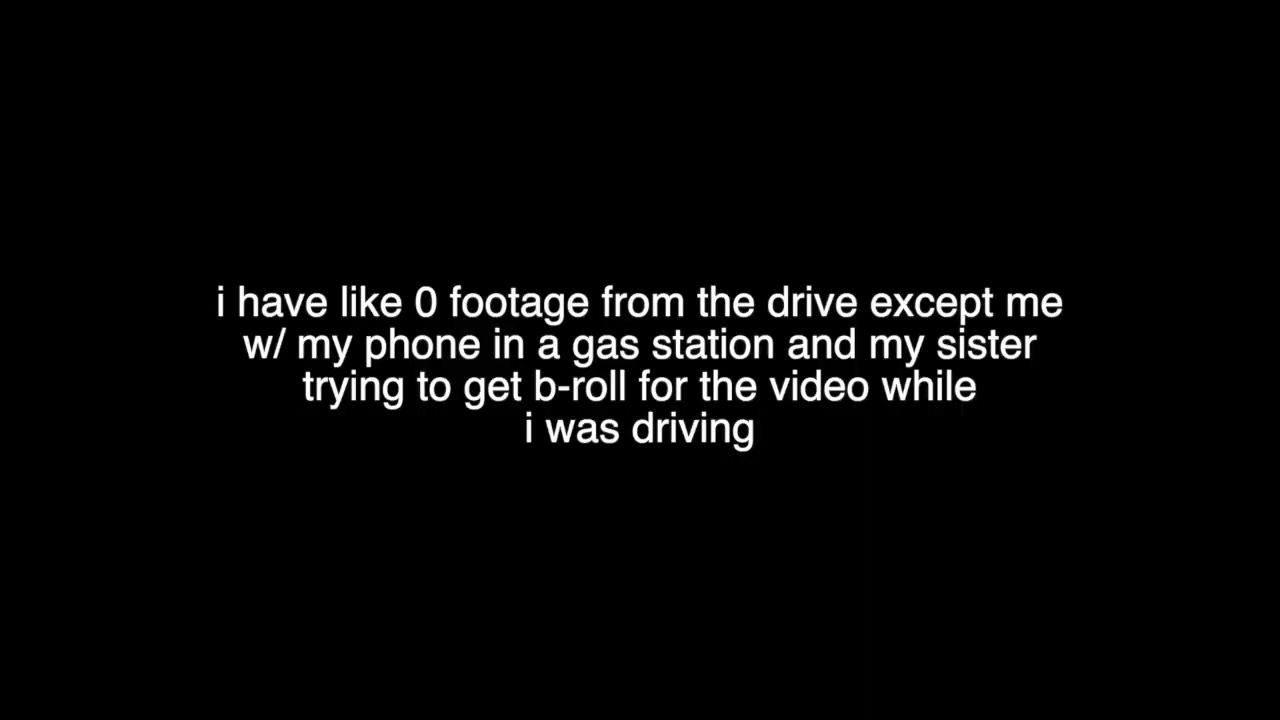 i have like 0 footage from the drive except me
w/ my phone in a gas station and my sister
trying to get b-roll for the video while
i was driving